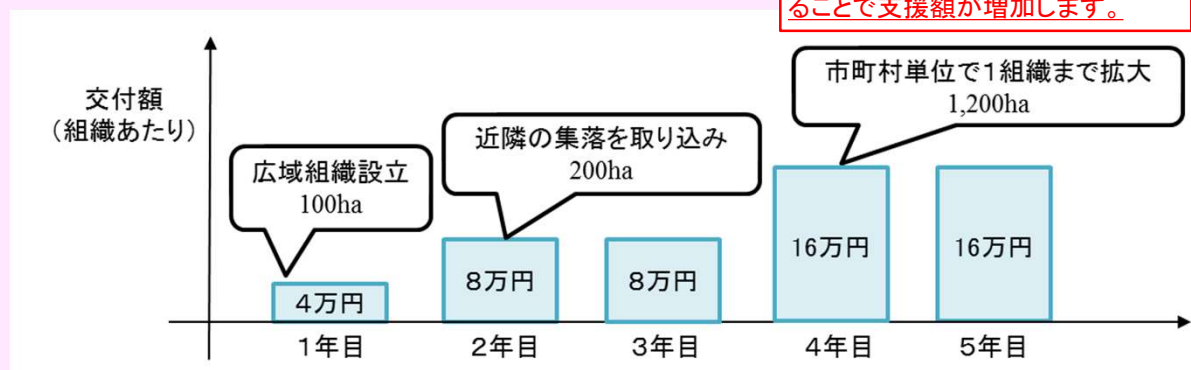 ることで支援額が増加します。
交付額
（組織あたり）
広域組織設立
100ha
近隣の集落を取り込み
200ha
市町村単位で１組織まで拡大
1,200ha
４万円
８万円
８万円
16万円
16万円
１年目
２年目
３年目
４年目
５年目